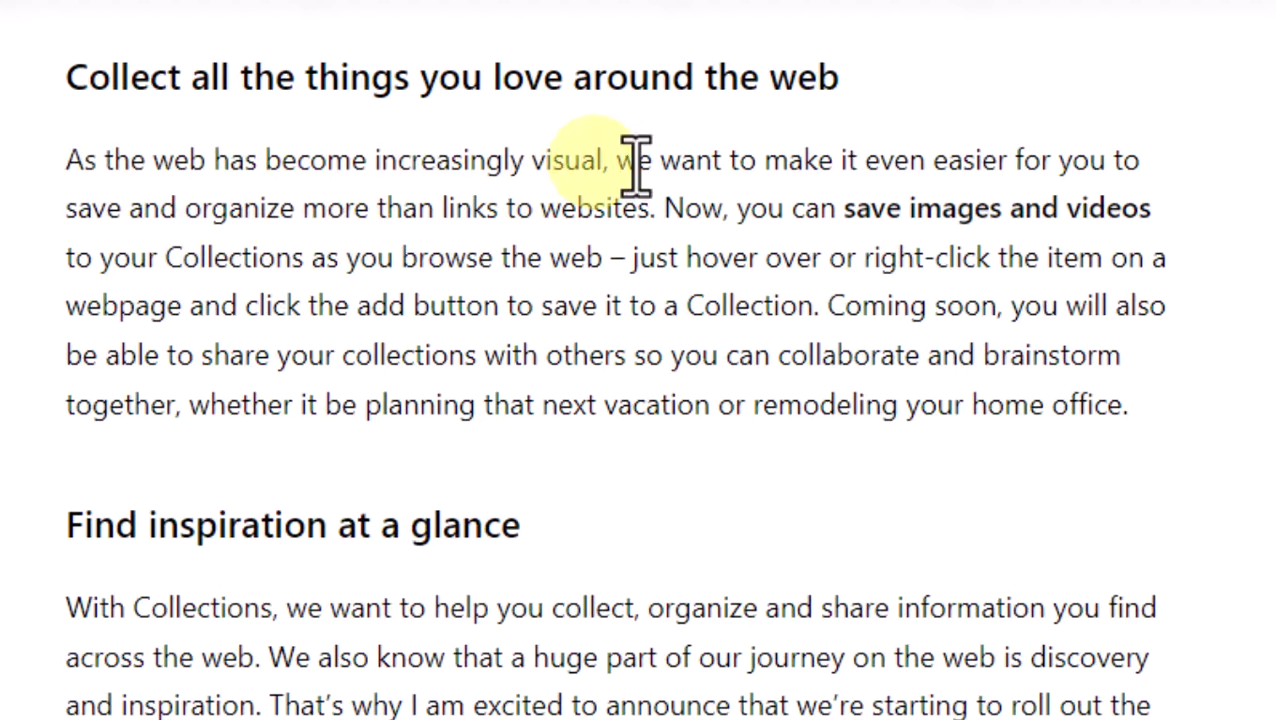 Collect all the things you love around the web
As the web has become increasingly visual, we want to make it even easier for you to
save and organize more than links to websites. Now, you can save images and videos
to your Collections as you browse the web – just hover over or right-click the item on a
webpage and click the add button to save it to a Collection. Coming soon, you will also
be able to share your collections with others so you can collaborate and brainstorm
together, whether it be planning that next vacation or remodeling your home office.
Find inspiration at a glance
With Collections, we want to help you collect, organize and share information you find
across the web. We also know that a huge part of our journey on the web is discovery
and inspiration. That’s why I am excited to announce that we’re starting to roll out the